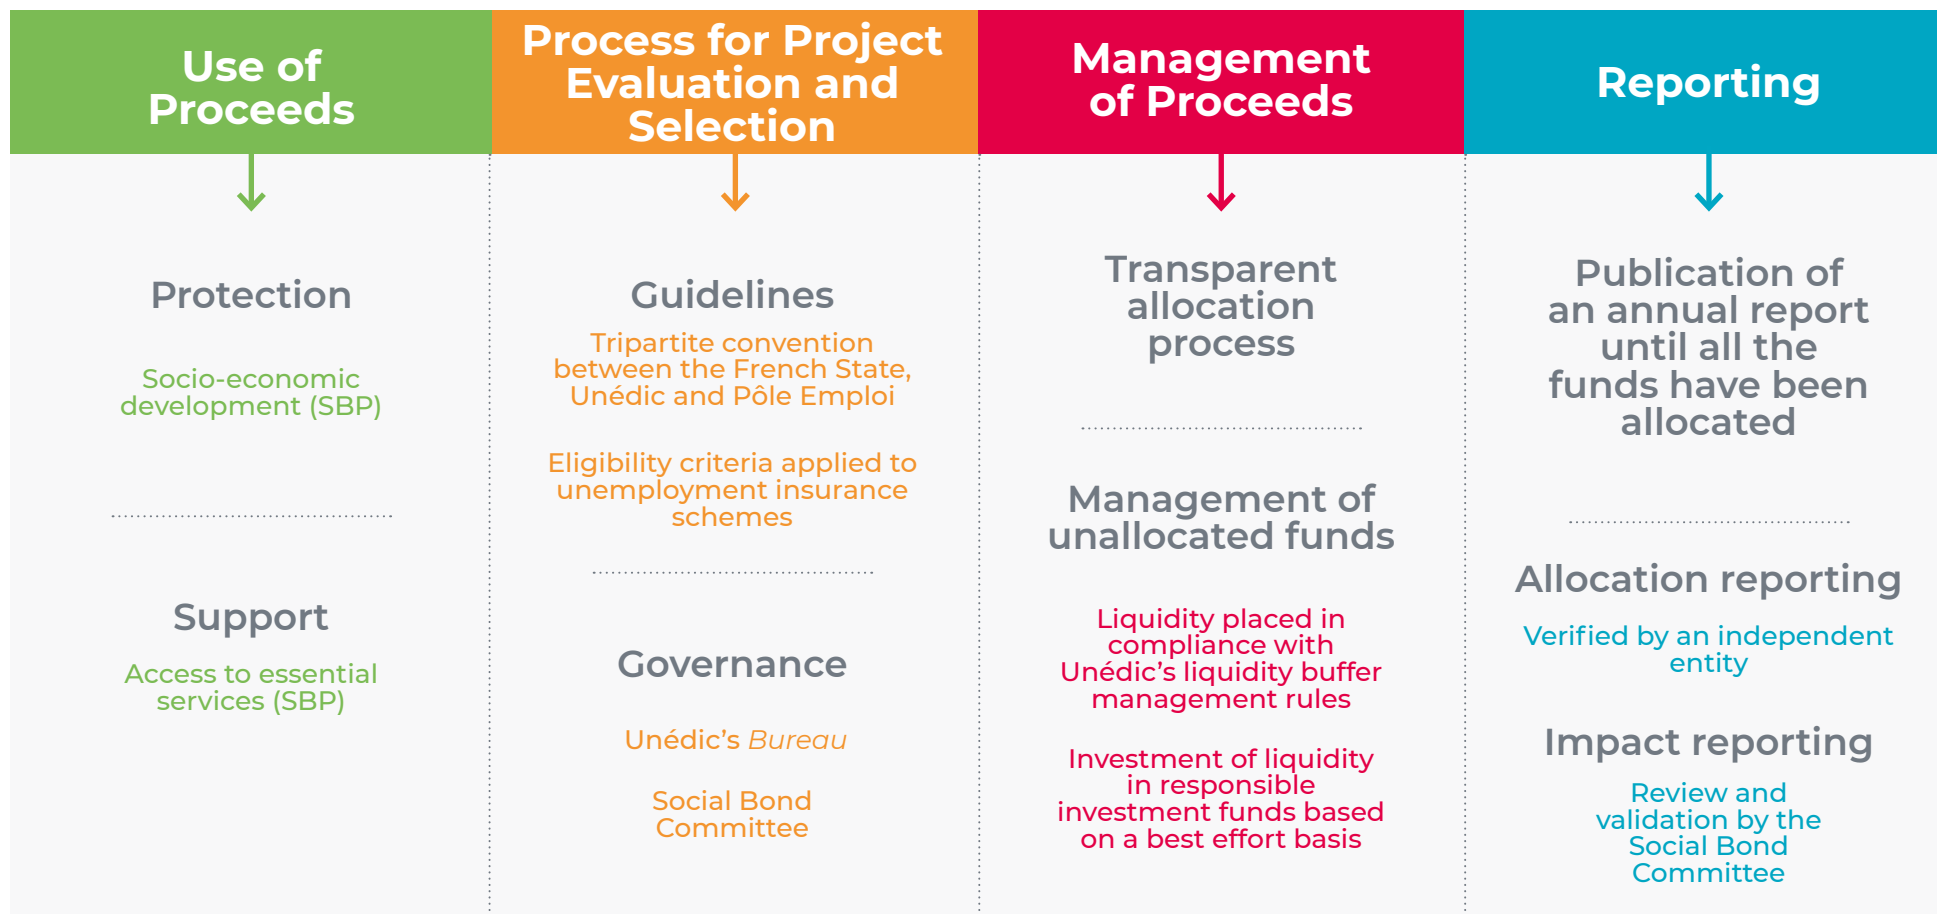 Use of
Proceeds
Protection
Socio-economic
development (SBP)
Support
Access to essential
services (SBP)
Process for Project
Evaluation and
Selection
Guidelines
Tripartite convention
between the French State,
Unédic and Pôle Emploi
Eligibility criteria applied to
unemployment insurance
schemes
Governance
Unédic’s Bureau
Social Bond
Committee
Management
of Proceeds
Transparent
allocation
process
Management of
unallocated funds
Liquidity placed in
compliance with
Unédic’s liquidity buffer
management rules
Investment of liquidity
in responsible
investment funds based
on a best effort basis
Reporting
Publication of
an annual report
until all the
funds have been
allocated
Allocation reporting
Verified by an independent
entity
Impact reporting
Review and
validation by the
Social Bond
Committee